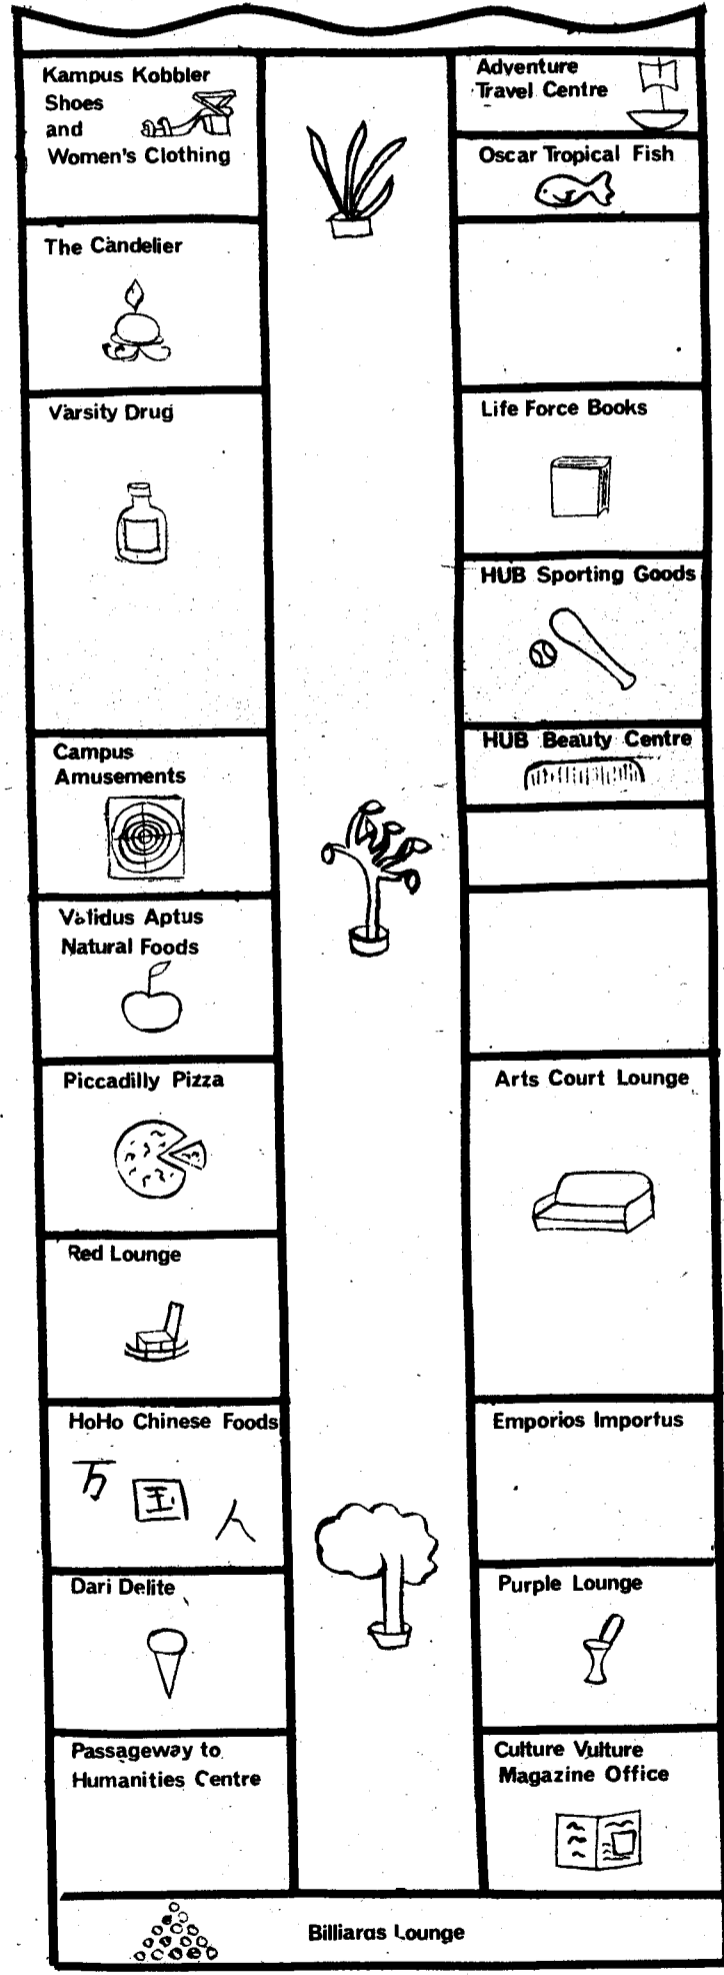 Kampus Kobbler
Shoes
and
Women's Clothing
The Candelier
Varsity Drug
Campus
Amusements
Validus Aptus
Natural Foods
Piccadilly Pizza
Red Lounge
HoHo Chinese Foods
万 国 人
Dari Delite
Passageway to
Humanities Centre
Adventure
Travel Centre
Oscar Tropical Fish
Life Force Books
HUB Sporting Goods
HUB Beauty Centre
Arts Court Lounge
Emporios Importus
Purple Lounge
Culture Vulture
Magazine Office
Billiards Lounge